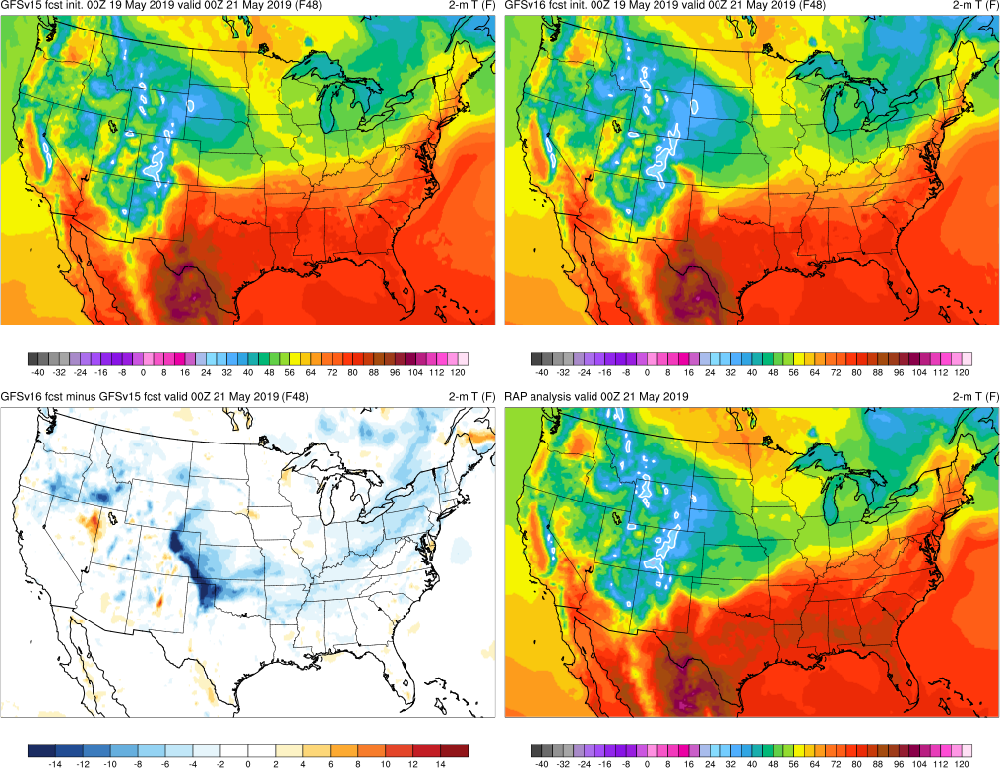 GFSv15 fcst init. 00Z 19 May 2019 valid 00Z 21 May 2019 (F48) 2-m T (F)
GFSv16 fcst init. 00Z 19 May 2019 valid 00Z 21 May 2019 (F48) 2-m T (F)
-40 -32 -24 -16 -8 0 8 16 24 32 40 48 56 64 72 80 88 96 104 112 120
-40 -32 -24 -16 -8 0 8 16 24 32 40 48 56 64 72 80 88 96 104 112 120
GFSv16 fcst minus GFSv15 fcst valid 00Z 21 May 2019 (F48) 2-m T (F)
RAP analysis valid 00Z 21 May 2019 2-m T (F)
-14 -12 -10 -8 -6 -4 -2 0 2 4 6 8 10 12 14
-40 -32 -24 -16 -8 0 8 16 24 32 40 48 56 64 72 80 88 96 104 112 120